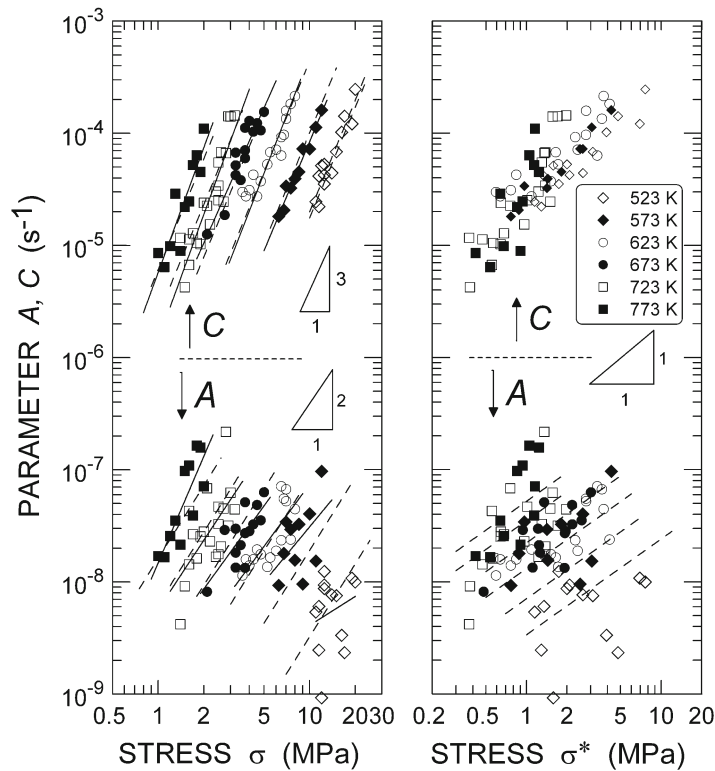 PARAMETER A, C (s⁻¹)
10⁻³
10⁻⁴
10⁻⁵
10⁻⁶
10⁻⁷
10⁻⁸
10⁻⁹
C
3
1
A
2
1
0.5 1 2 5 10 20 30
STRESS σ (MPa)
523 K
573 K
623 K
673 K
723 K
773 K
C
1
1
A
0.2 0.5 1 2 5 10 20
STRESS σ* (MPa)